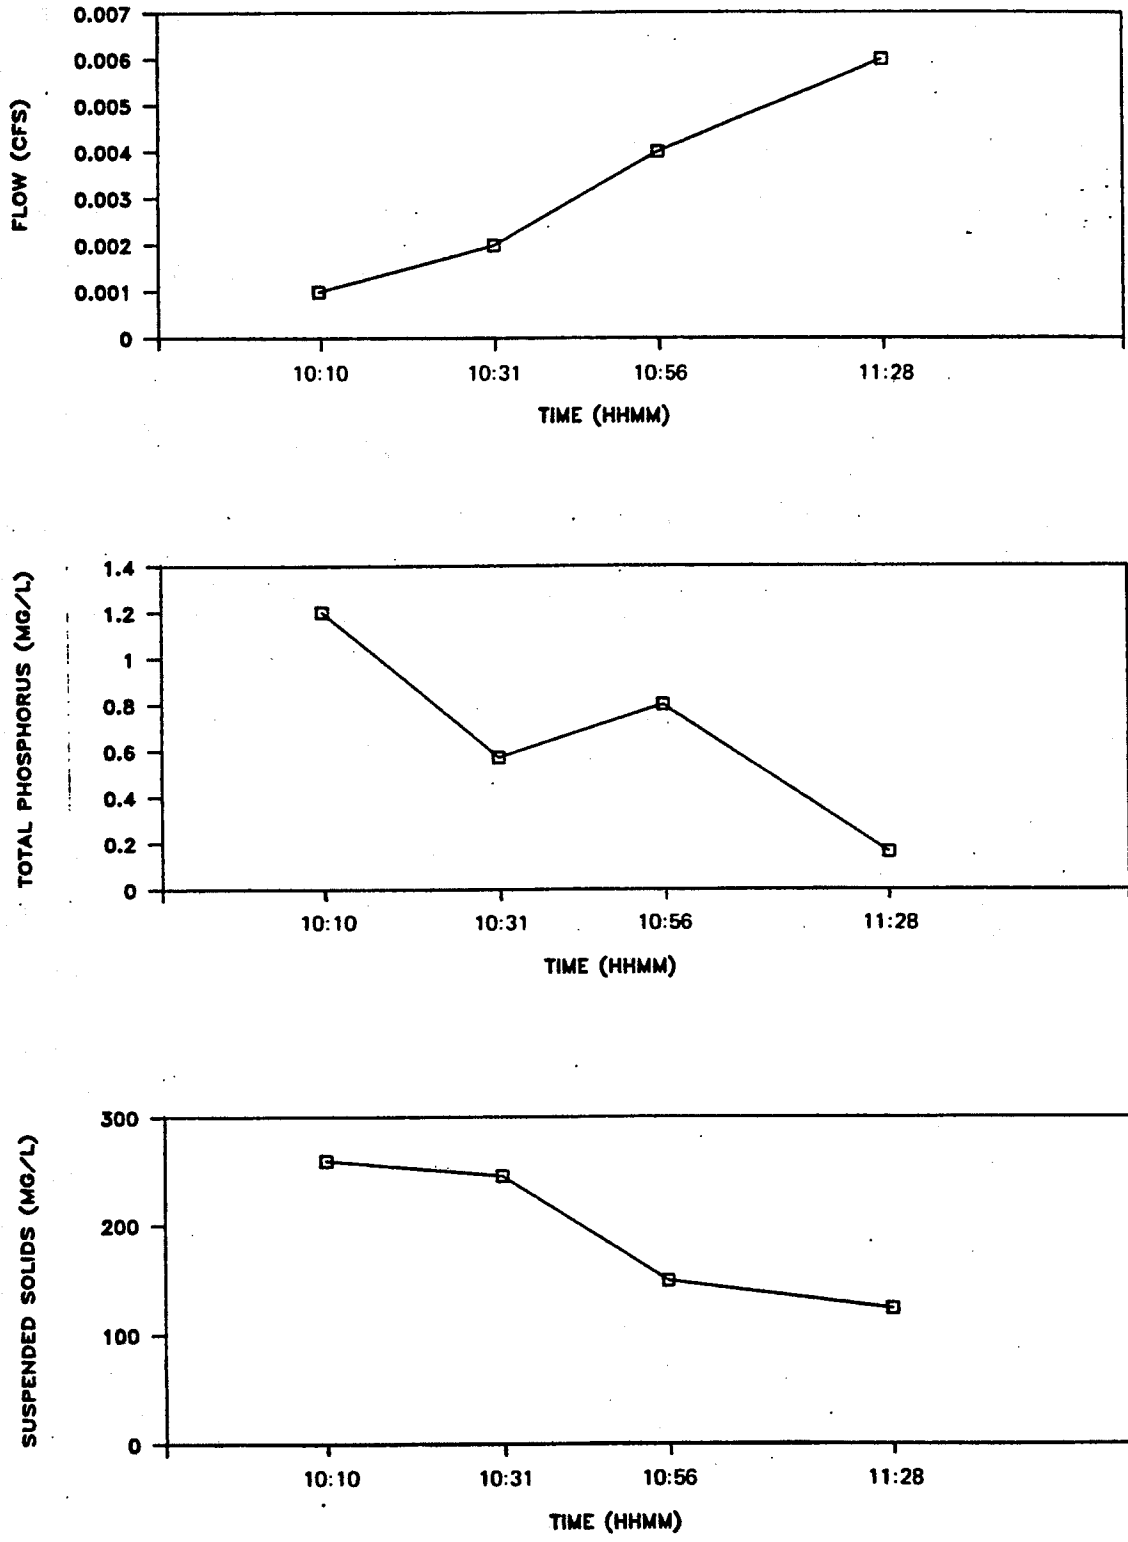 FLOW (CFS)
0.007
0.006
0.005
0.004
0.003
0.002
0.001
0
10:10 10:31 10:56 11:28
TIME (HHMM)
TOTAL PHOSPHORUS (MG/L)
1.4
1.2
1
0.8
0.6
0.4
0.2
0
10:10 10:31 10:56 11:28
TIME (HHMM)
SUSPENDED SOLIDS (MG/L)
300
200
100
0
10:10 10:31 10:56 11:28
TIME (HHMM)